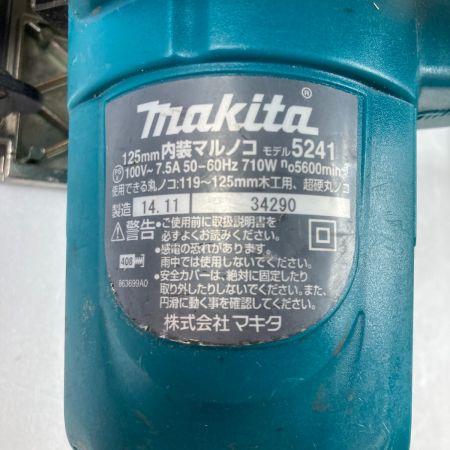 makita®
125mm 内装マルノコ モデル 5241
100V~ 7.5A 50-60Hz 710W n₀5600min⁻¹
使用できる丸ノコ:119~125mm木工用、超硬丸ノコ
製造 14.11 34290
警告 •ご使用前に取扱説明書を
必ずよくお読みください。
•感電の恐れがあります。
雨中では使用しないでください。
•安全カバーは、絶対に固定したり
取り外したりしないでください。また、
円滑に動く事を確認してください。
408
863699A0
株式会社 マキタ